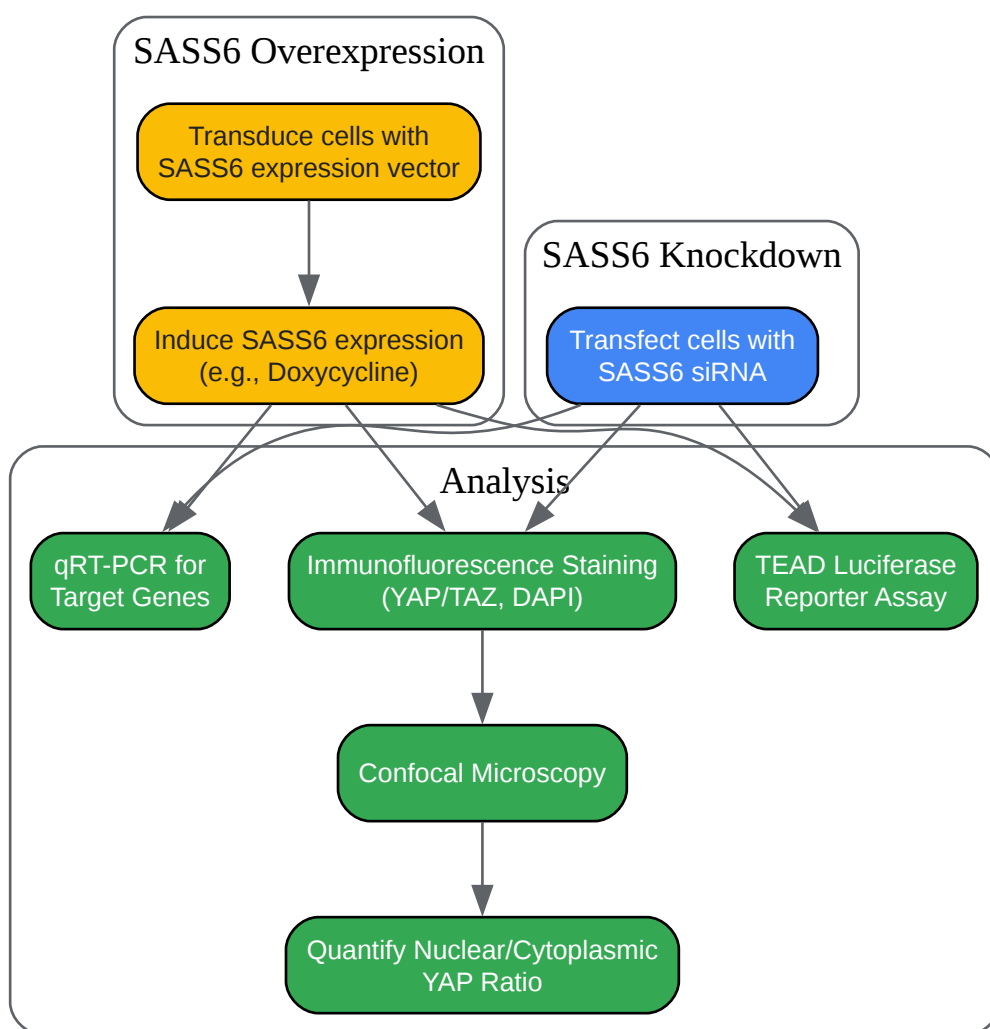 SASS6 Overexpression
Transduce cells with
SASS6 expression vector
SASS6 Knockdown
Induce SASS6 expression
(e.g., Doxycycline)
Transfect cells with
SASS6 siRNA
Analysis
qRT-PCR for
Target Genes
Immunofluorescence Staining
(YAP/TAZ, DAPI)
TEAD Luciferase
Reporter Assay
Confocal Microscopy
Quantify Nuclear/Cytoplasmic
YAP Ratio